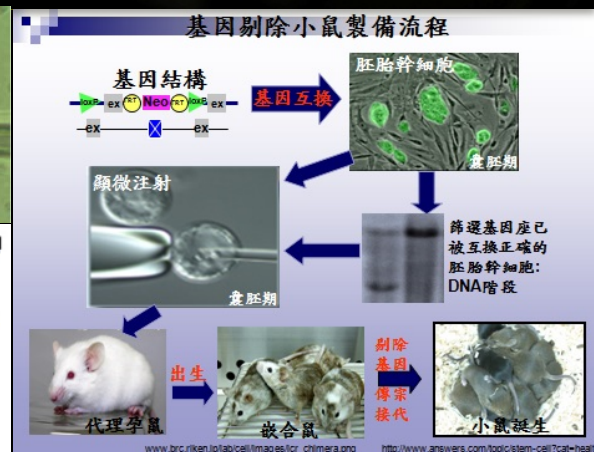 基因剔除小鼠製備流程
基因結構
loxP ex FRT Neo FRT loxP ex
ex X ex
基因互換
胚胎幹細胞
囊胚期
顯微注射
囊胚期
篩選基因座已
被互換正確的
胚胎幹細胞:
DNA階段
代理孕鼠
出生
嵌合鼠
剔除
基因
傳宗
接代
小鼠誕生
www.brc.riken.jp/lab/cell/images/icr_chimera.png
http://www.answers.com/topic/stem-cell?cat=healt